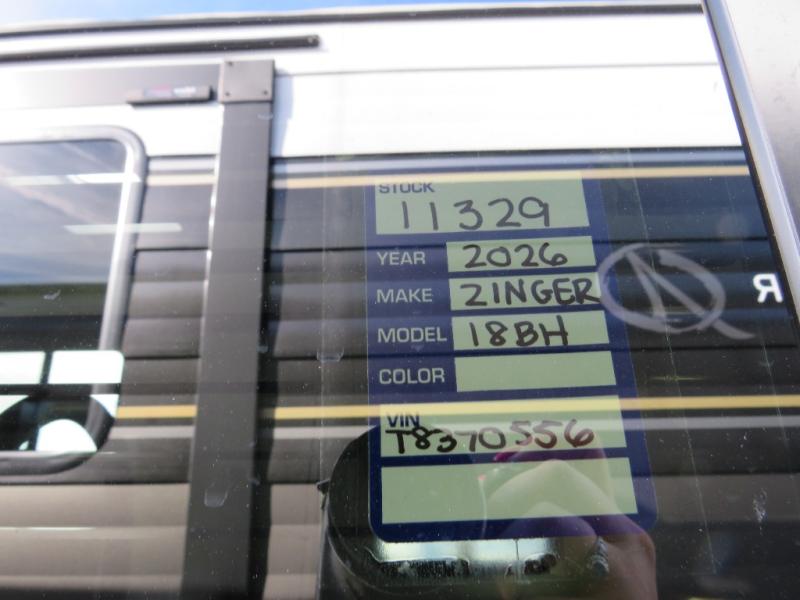 STOCK
11329
YEAR 2026
MAKE ZINGER
MODEL 18BH
COLOR
VIN
T8370556